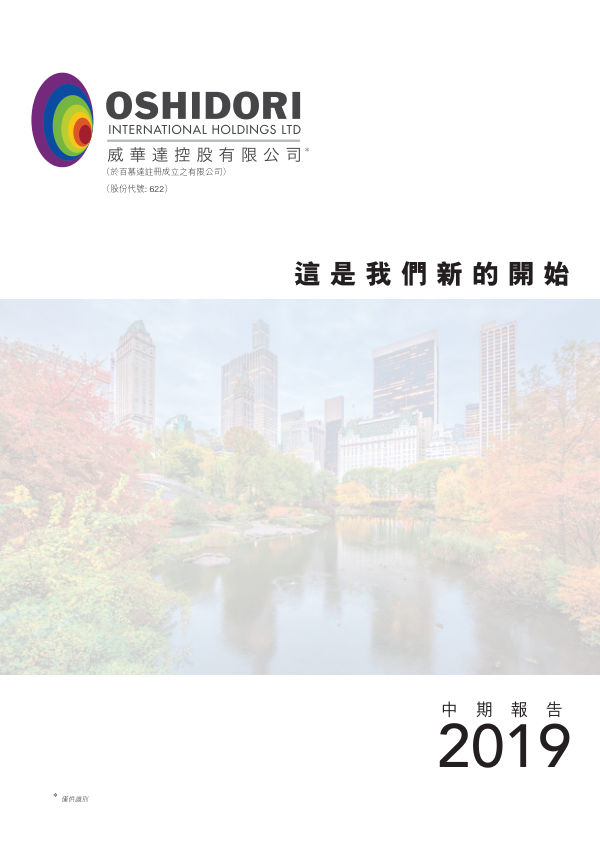 OSHIDORI
INTERNATIONAL HOLDINGS LTD
威華達控股有限公司*
（於百慕達註冊成立之有限公司）
（股份代號: 622）
這是我們新的開始
中期報告
2019
* 僅供識別